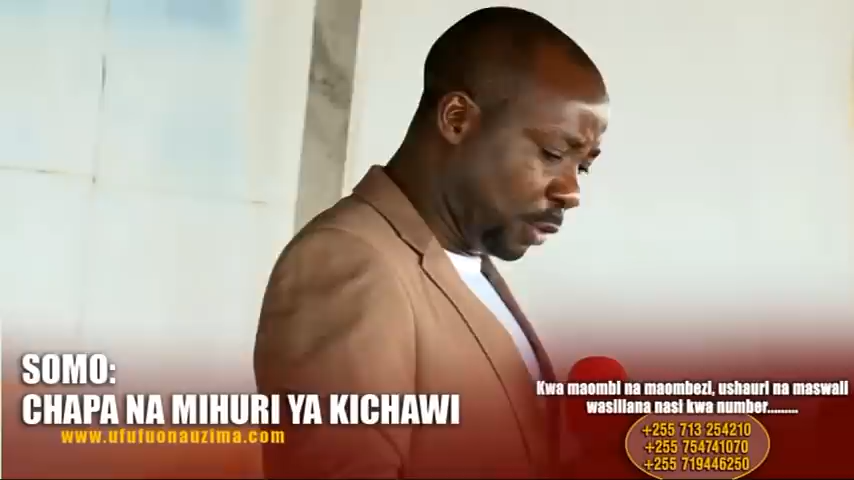 SOMO:
CHAPA NA MIHURI YA KICHAWI
www.ufufuonauzima.com
Kwa maombi na maombezi, ushauri na maswali
wasiliana nasi kwa number.........
+255 713 254210
+255 754741070
+255 719446250